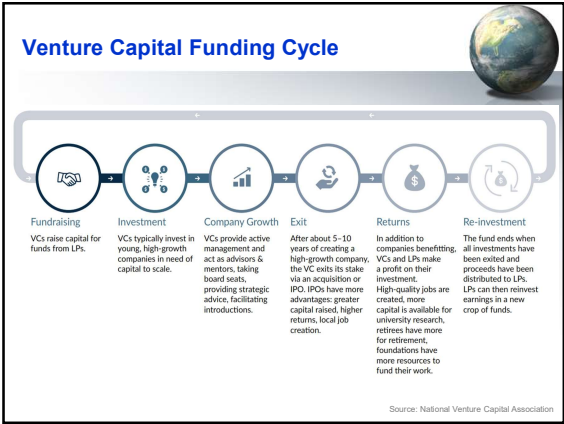 Venture Capital Funding Cycle
Fundraising
VCs raise capital for
funds from LPs.
Investment
VCs typically invest in
young, high-growth
companies in need of
capital to scale.
Company Growth
VCs provide active
management and
act as advisors &
mentors, taking
board seats,
providing strategic
advice, facilitating
introductions.
Exit
After about 5–10
years of creating a
high-growth company,
the VC exits its stake
via an acquisition or
IPO. IPOs have more
advantages: greater
capital raised, higher
returns, local job
creation.
Returns
In addition to
companies benefitting,
VCs and LPs make
a profit on their
investment.
High-quality jobs are
created, more
capital is available for
university research,
retirees have more
for retirement,
foundations have
more resources to
fund their work.
Re-investment
The fund ends when
all investments have
been exited and
proceeds have been
distributed to LPs.
LPs can then reinvest
earnings in a new
crop of funds.
Source: National Venture Capital Association